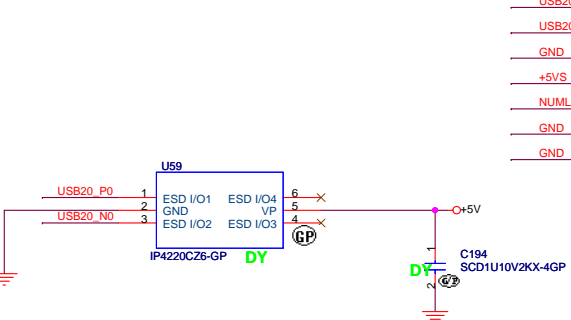 USB20
USB20
GND
+5VS
NUML
GND
GND
U59
USB20_P0
1
ESD I/O1
ESD I/O4
6
2
GND
VP
5
+5V
USB20_N0
3
ESD I/O2
ESD I/O3
4
GP
IP4220CZ6-GP
DY
1
C194
DY
SCD1U10V2KX-4GP
2
G/P